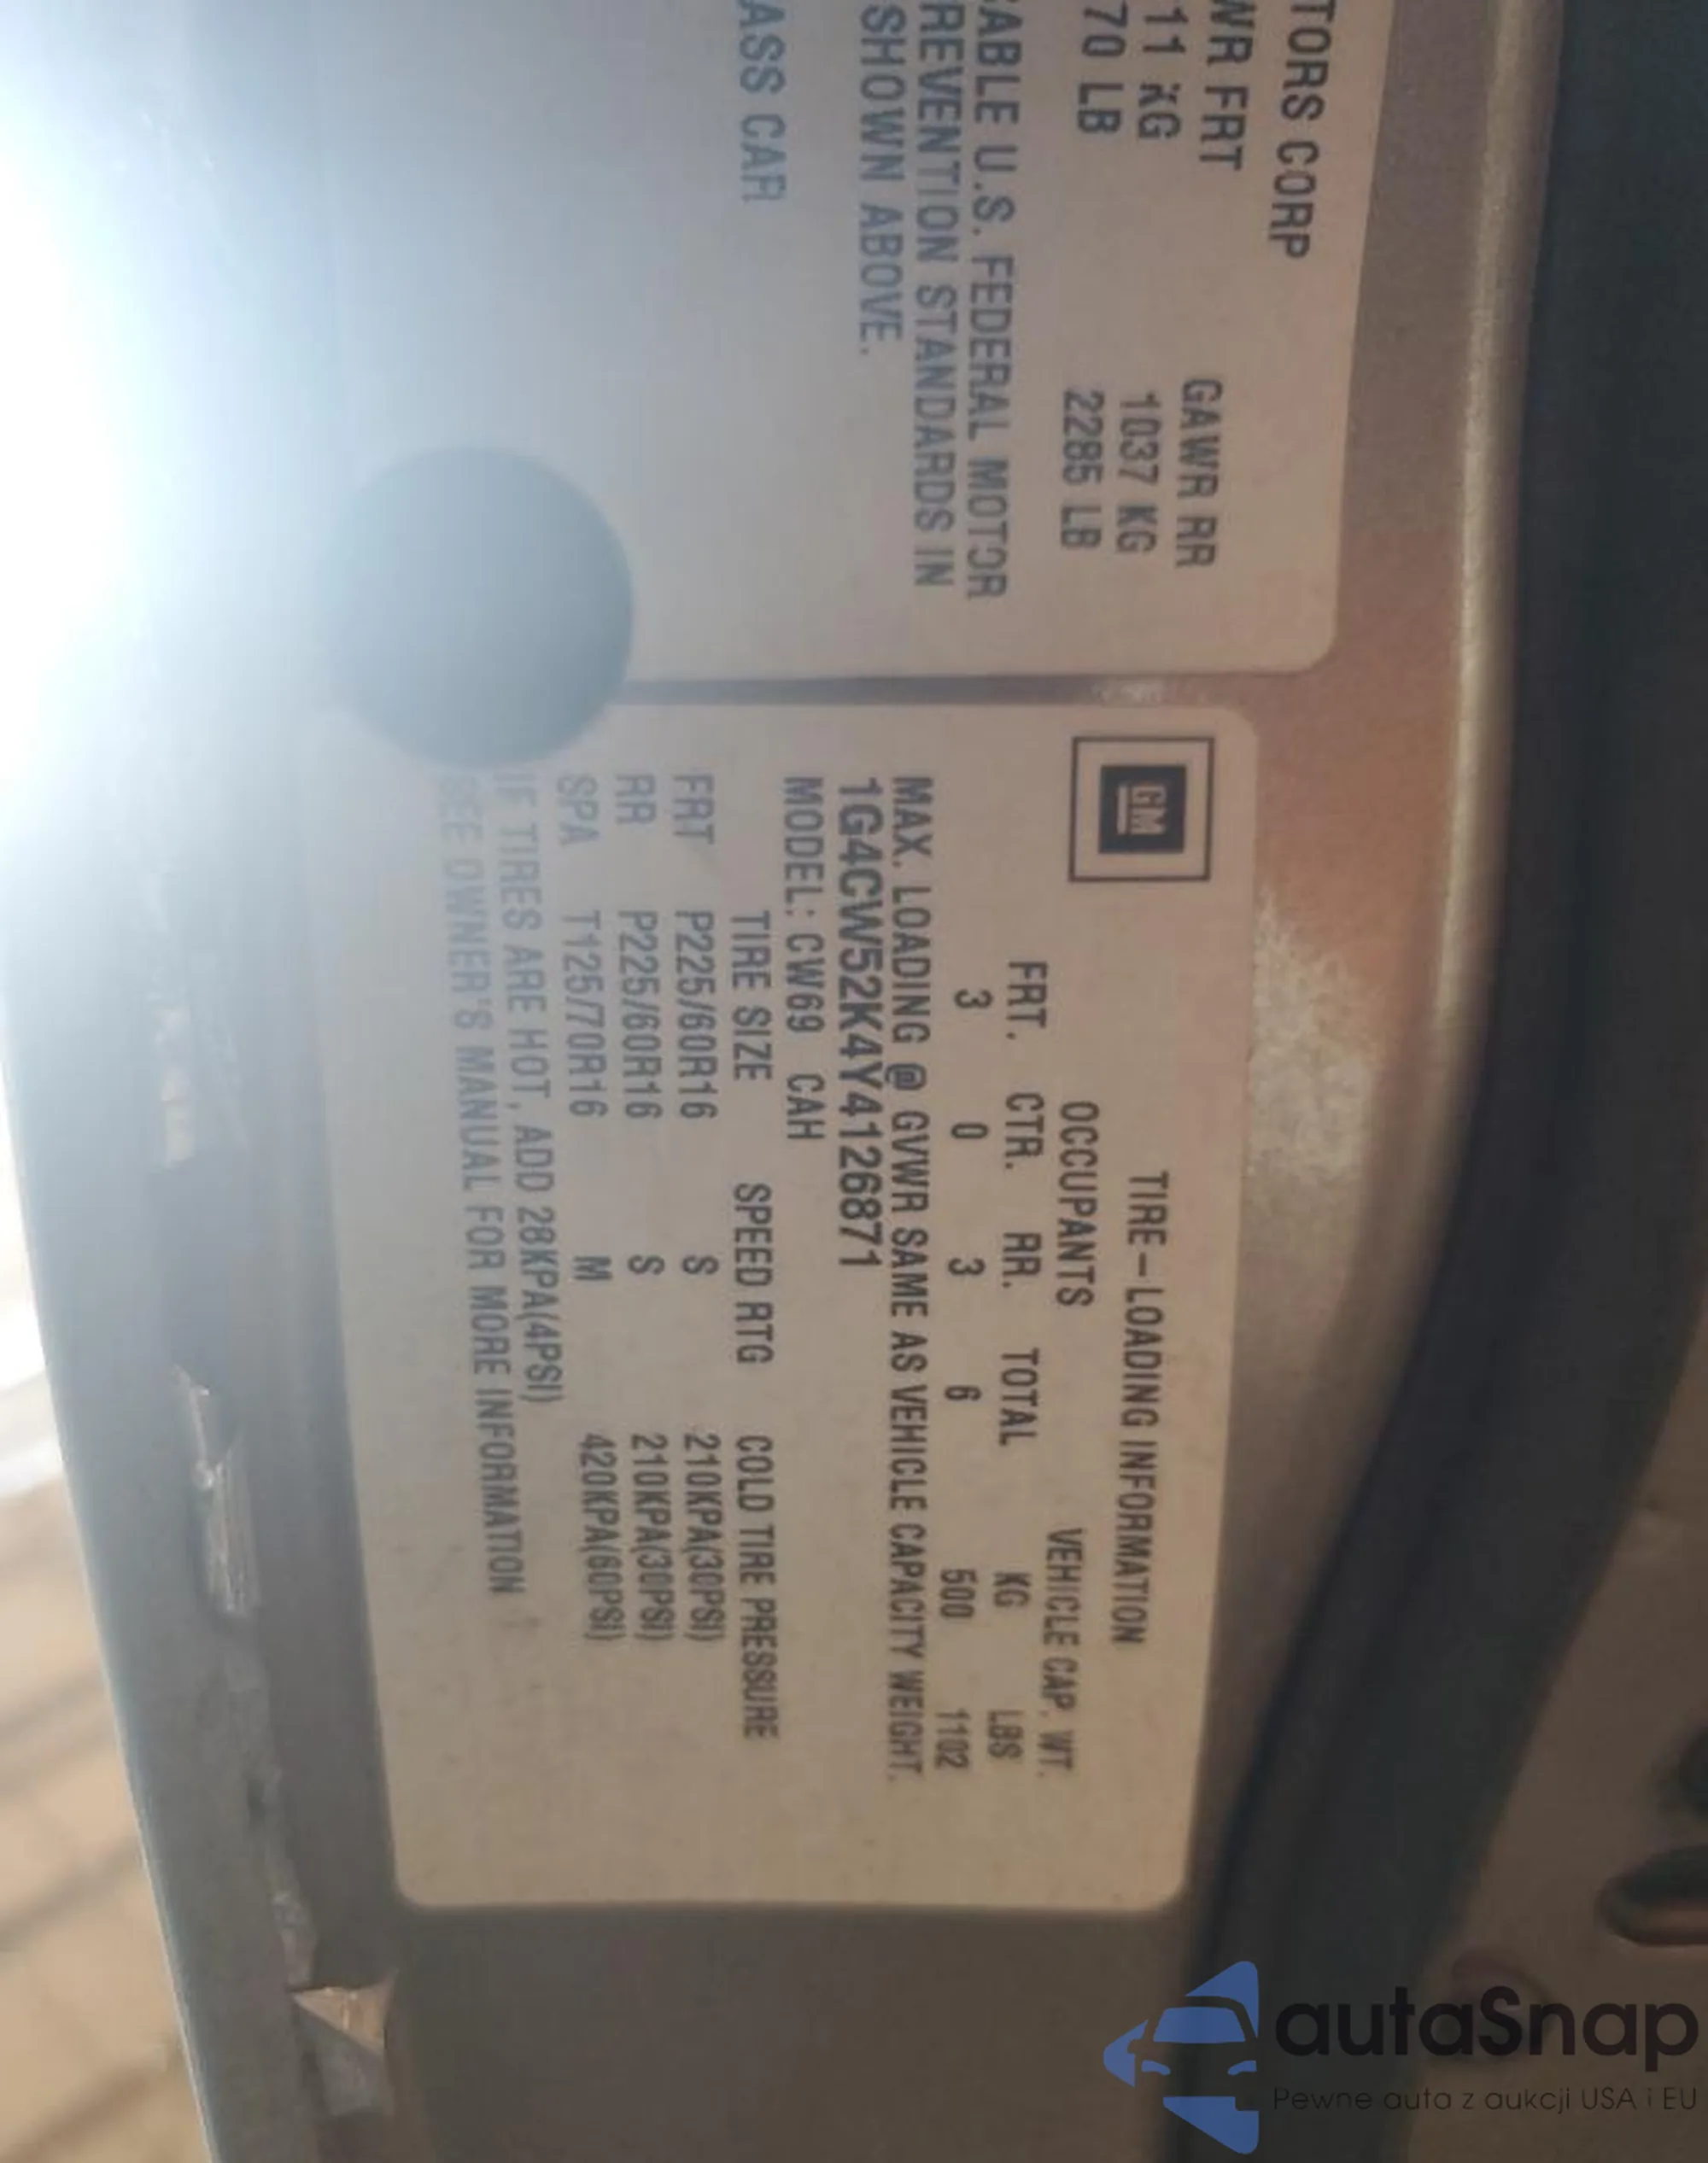 TORS CORP
WR FRT GAWR RR
11 KG 1037 KG
70 LB 2285 LB
CABLE U.S. FEDERAL MOTOR
REVENTION STANDARDS IN
SHOWN ABOVE.
ASS CAR
GM
TIRE-LOADING INFORMATION
OCCUPANTS VEHICLE CAP. WT.
FRT. CTR. RR. TOTAL KG LBS
3 0 3 6 500 1102
MAX. LOADING @ GVWR SAME AS VEHICLE CAPACITY WEIGHT.
1G4CW52K4Y4126871
MODEL: CW69 CAH
TIRE SIZE SPEED RTG COLD TIRE PRESSURE
FRT P225/60R16 S 210KPA(30PSI)
RR P225/60R16 S 210KPA(30PSI)
SPA T125/70R16 M 420KPA(60PSI)
IF TIRES ARE HOT, ADD 28KPA(4PSI)
SEE OWNER'S MANUAL FOR MORE INFORMATION
autaSnap
Pewne auta z aukcji USA i EU